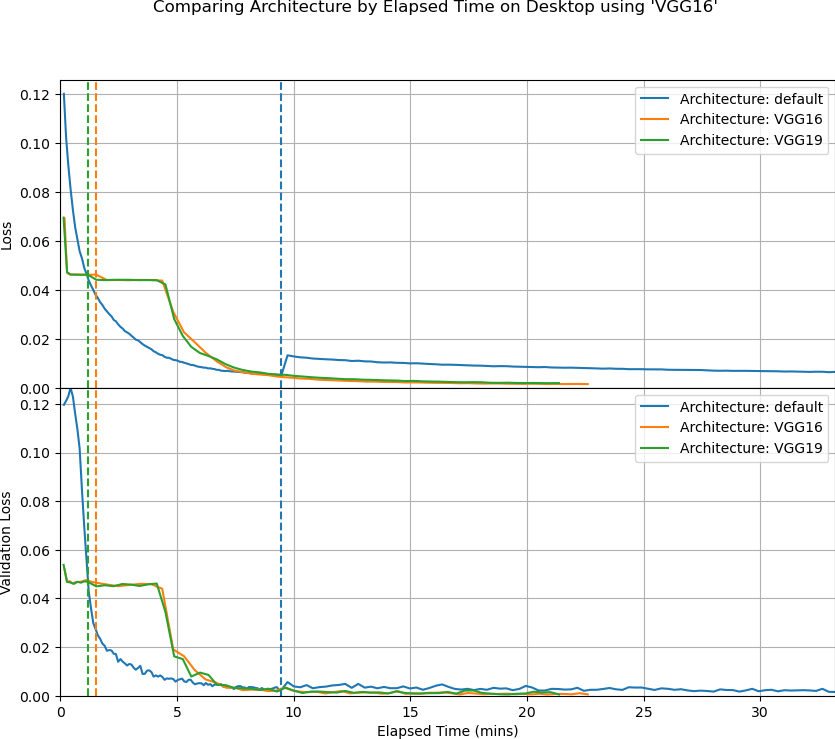 Comparing Architecture by Elapsed Time on Desktop using 'VGG16'
0.12
0.10
0.08
0.06
0.04
0.02
0.00
Loss
Architecture: default
Architecture: VGG16
Architecture: VGG19
0.12
0.10
0.08
0.06
0.04
0.02
0.00
Validation Loss
Architecture: default
Architecture: VGG16
Architecture: VGG19
0 5 10 15 20 25 30
Elapsed Time (mins)